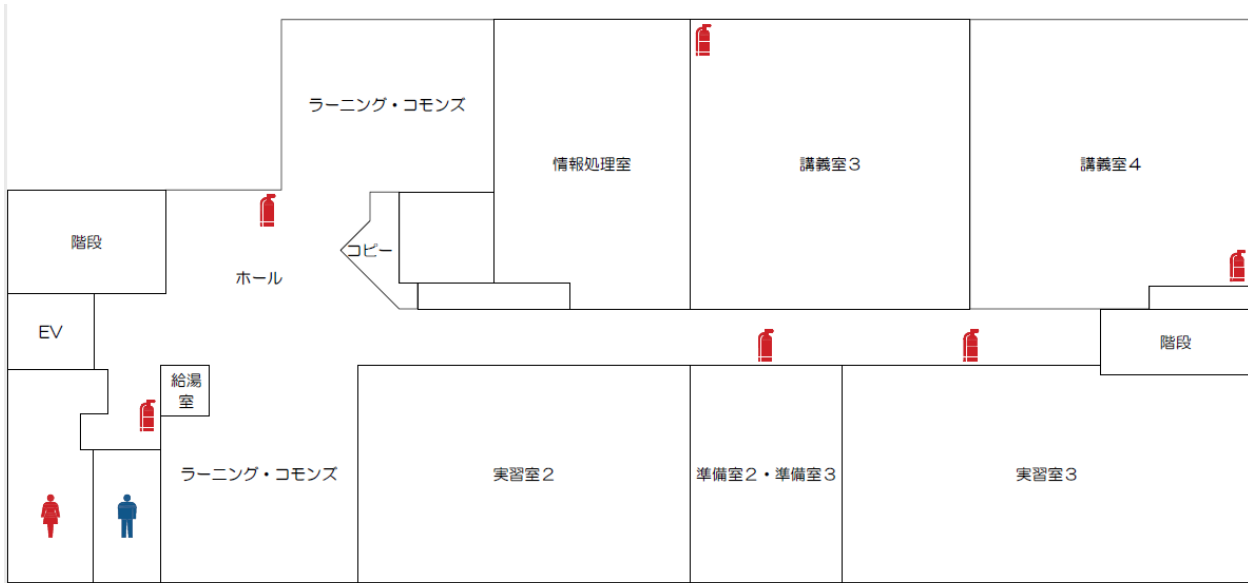 ラーニング・コモンズ
情報処理室
講義室3
講義室4
階段
コピー
ホール
EV
階段
給湯
室
ラーニング・コモンズ
実習室2
準備室2・準備室3
実習室3